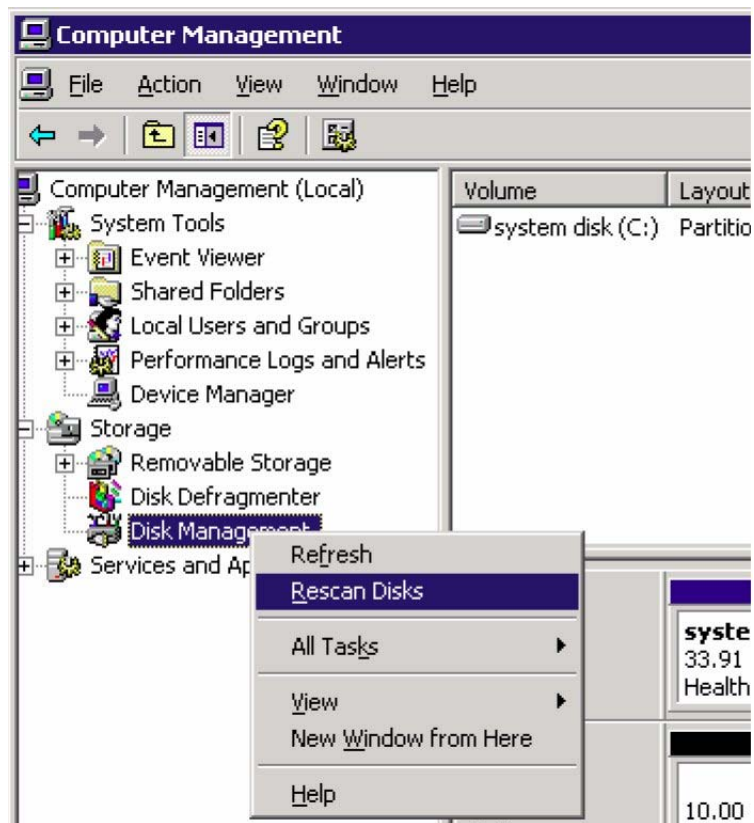 Computer Management
File Action View Window Help
Computer Management (Local)
System Tools
Event Viewer
Shared Folders
Local Users and Groups
Performance Logs and Alerts
Device Manager
Storage
Removable Storage
Disk Defragmenter
Disk Management
Services and Ap
Volume Layout
system disk (C:) Partitio
Refresh
Rescan Disks
All Tasks
View
New Window from Here
Help
syste
33.91
Health
10.00